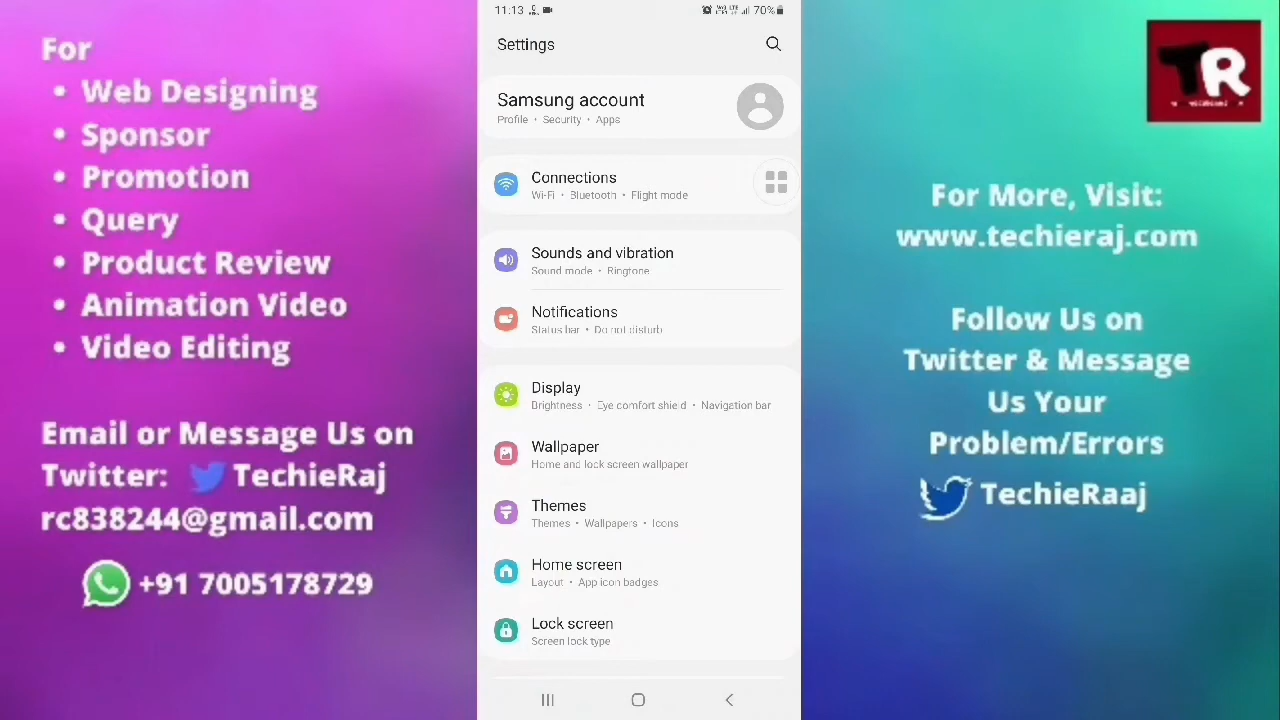 For
• Web Designing
• Sponsor
• Promotion
• Query
• Product Review
• Animation Video
• Video Editing
Email or Message Us on
Twitter: TechieRaj
rc838244@gmail.com
+91 7005178729
11:13
70%
Settings
Samsung account
Profile • Security • Apps
Connections
Wi-Fi • Bluetooth • Flight mode
Sounds and vibration
Sound mode • Ringtone
Notifications
Status bar • Do not disturb
Display
Brightness • Eye comfort shield • Navigation bar
Wallpaper
Home and lock screen wallpaper
Themes
Themes • Wallpapers • Icons
Home screen
Layout • App icon badges
Lock screen
Screen lock type
TR
For More, Visit:
www.techieraj.com
Follow Us on
Twitter & Message
Us Your
Problem/Errors
TechieRaaj